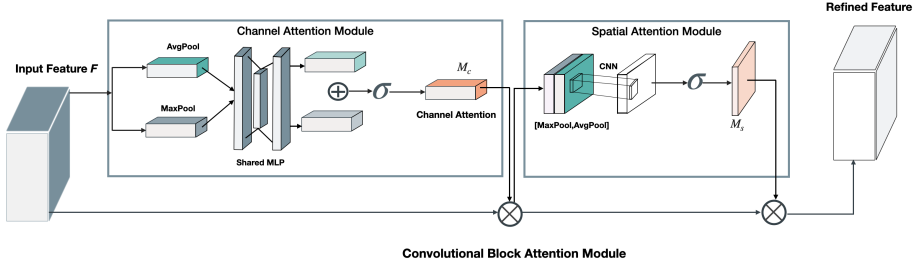 Refined Feature
Channel Attention Module
Spatial Attention Module
Input Feature F
AvgPool
MaxPool
Shared MLP
σ
M_c
Channel Attention
CNN
[MaxPool,AvgPool]
σ
M_s
Convolutional Block Attention Module